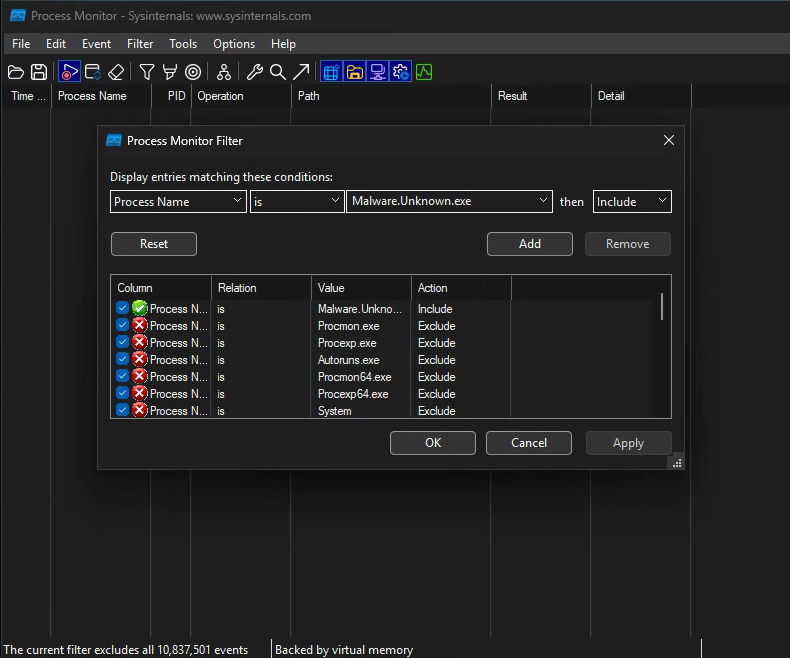 Process Monitor - Sysinternals: www.sysinternals.com
File Edit Event Filter Tools Options Help
Time ... Process Name PID Operation Path Result Detail
Process Monitor Filter
Display entries matching these conditions:
Process Name is Malware.Unknown.exe then Include
Reset Add Remove
Column Relation Value Action
Process N... is Malware.Unkno... Include
Process N... is Procmon.exe Exclude
Process N... is Procexp.exe Exclude
Process N... is Autoruns.exe Exclude
Process N... is Procmon64.exe Exclude
Process N... is Procexp64.exe Exclude
Process N... is System Exclude
OK Cancel Apply
The current filter excludes all 10,837,501 events Backed by virtual memory